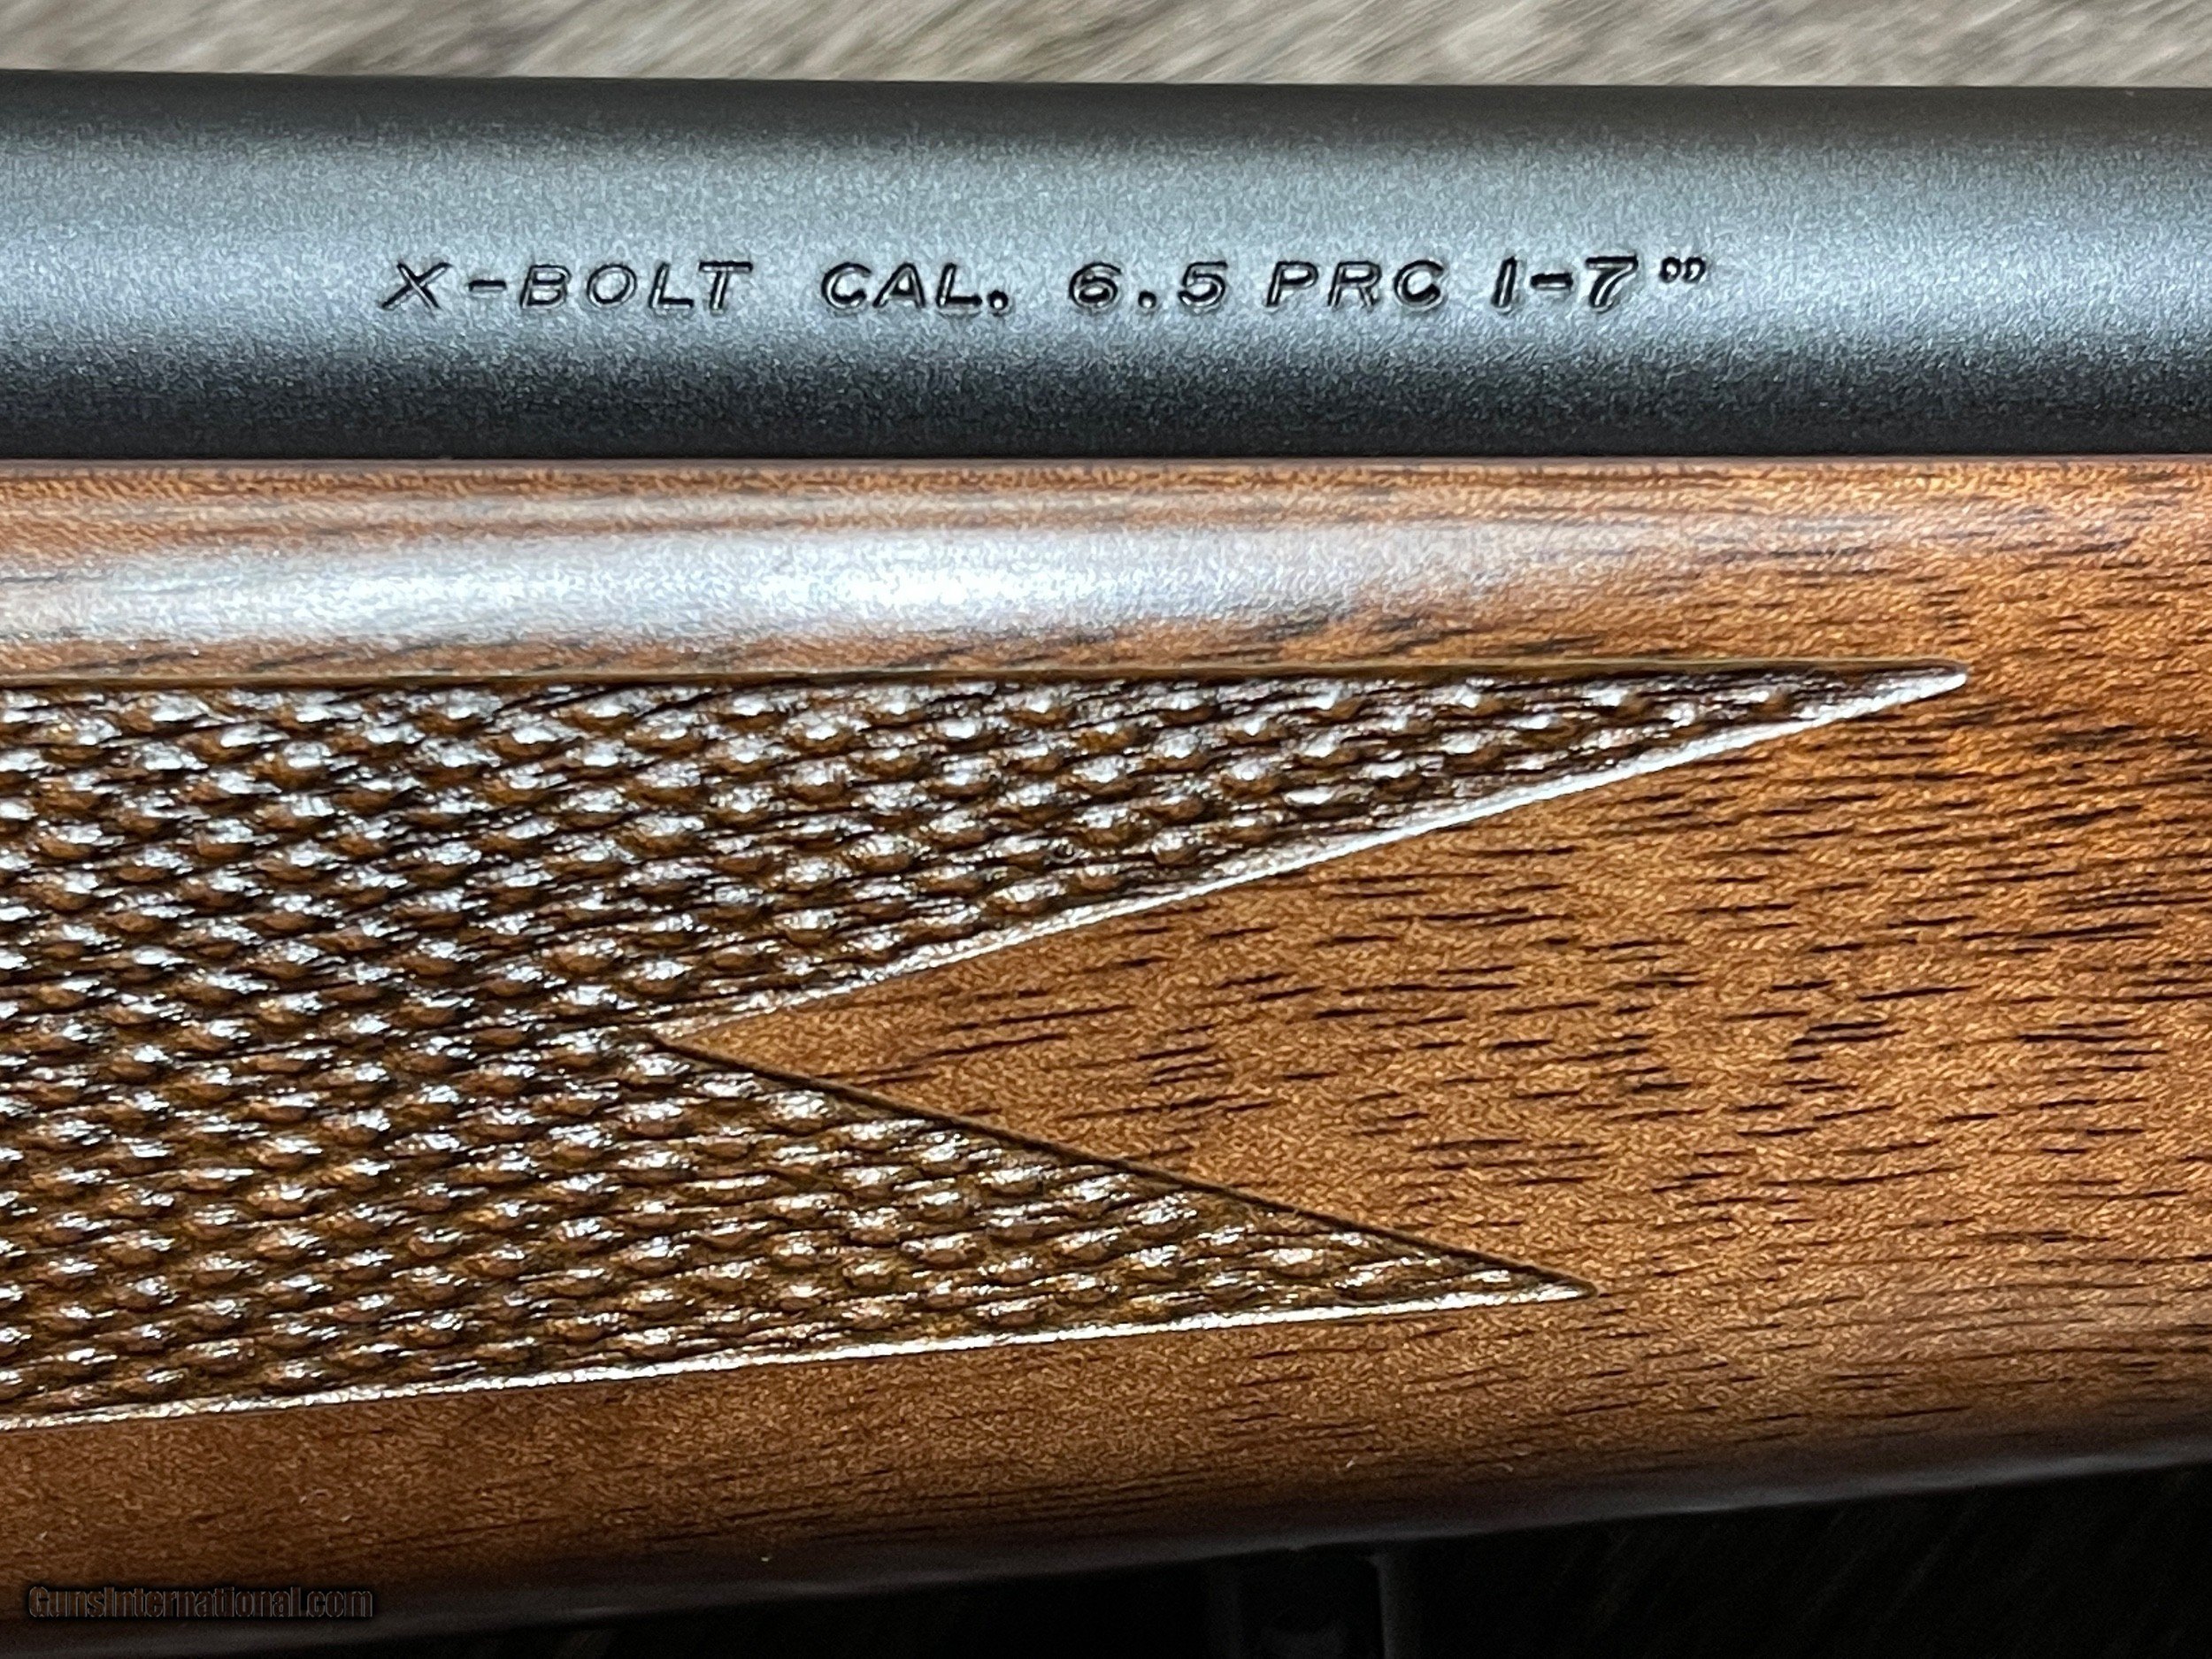 X-BOLT CAL. 6.5 PRC 1-7"
GunsInternational.com